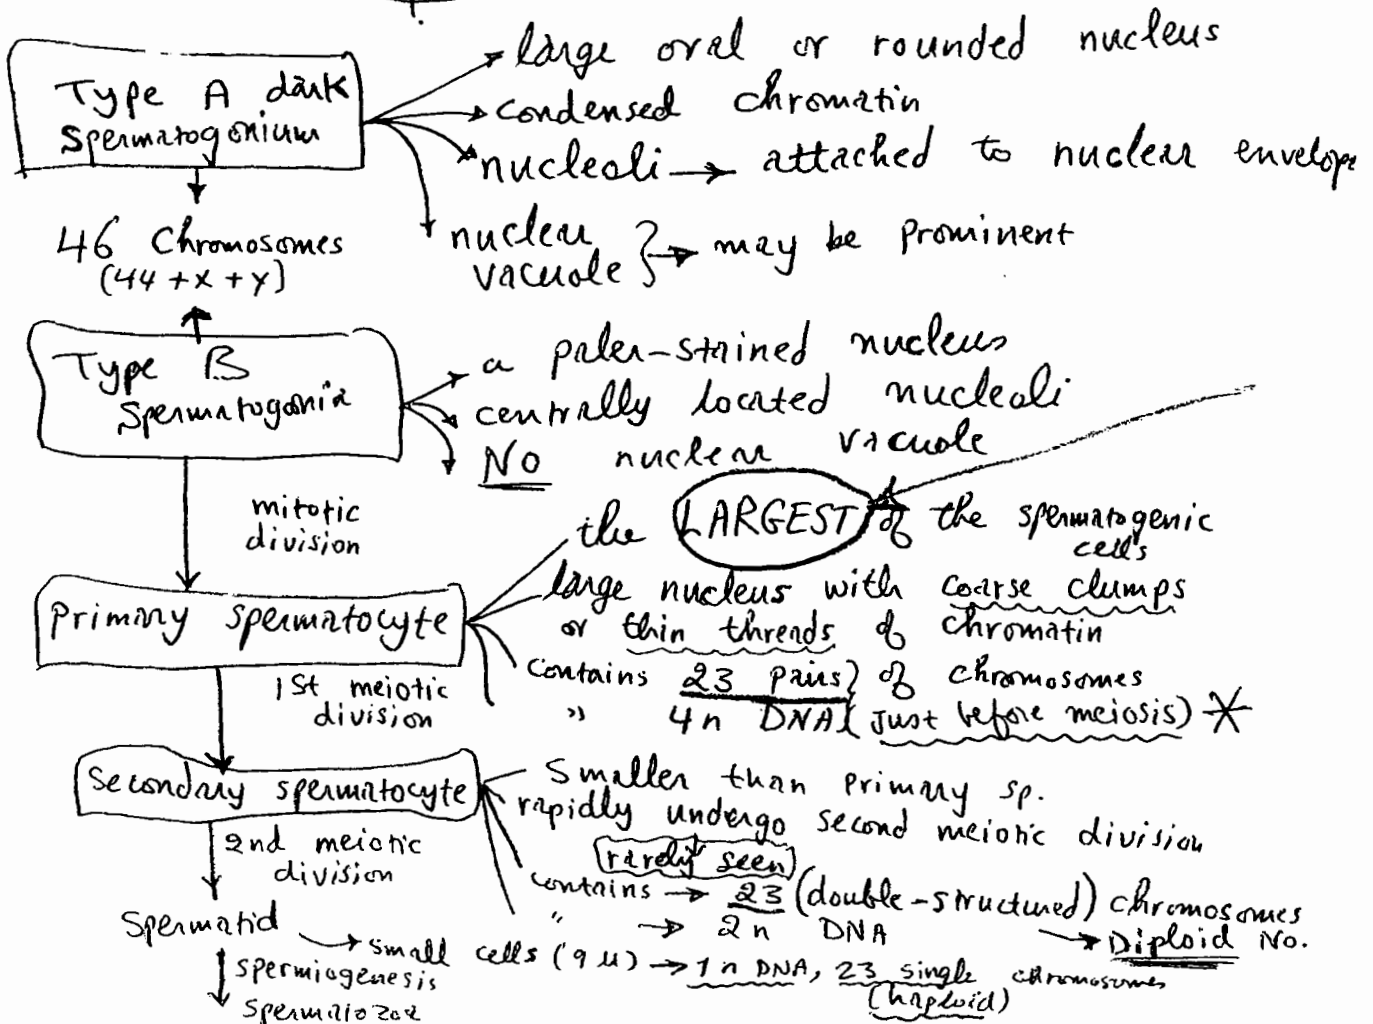 Type A dark
Spermatogonium
large oval or rounded nucleus
condensed chromatin
nucleoli → attached to nuclear envelope
nuclear
vacuole } → may be prominent
46 Chromosomes
(44 + X + Y)
Type B
Spermatogonia
a paler-stained nucleus
centrally located nucleoli
No nuclear vacuole
mitotic
division
Primary spermatocyte
the LARGEST of the spermatogenic
cells
large nucleus with coarse clumps
or thin threads of chromatin
contains 23 pairs of chromosomes
" 4n DNA (just before meiosis) *
1st meiotic
division
Secondary spermatocyte
Smaller than primary sp.
rapidly undergo second meiotic division
rarely seen
contains → 23 (double-structured) chromosomes
" → 2n DNA → Diploid No.
2nd meiotic
division
Spermatid
→ small cells (9 µ) → 1n DNA, 23 single chromosomes
(haploid)
spermiogenesis
Spermatozoa